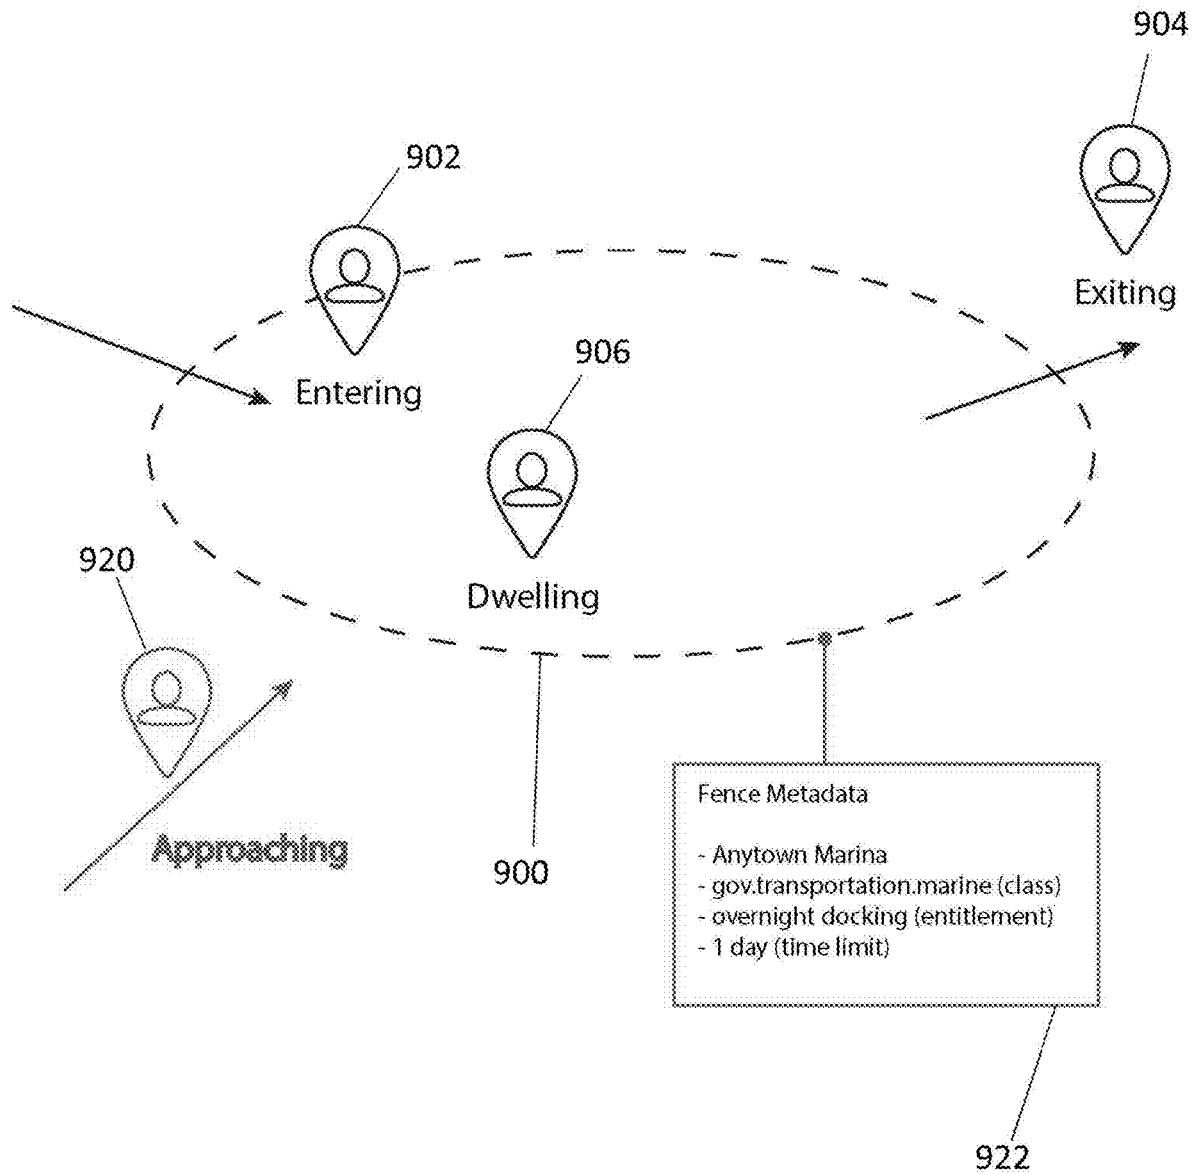 904
902
Exiting
906
Entering
920
Dwelling
Fence Metadata
Approaching
- Anytown Marina
900
- gov.transportation.marine (class)
- overnight docking (entitlement)
- 1 day (time limit)
922